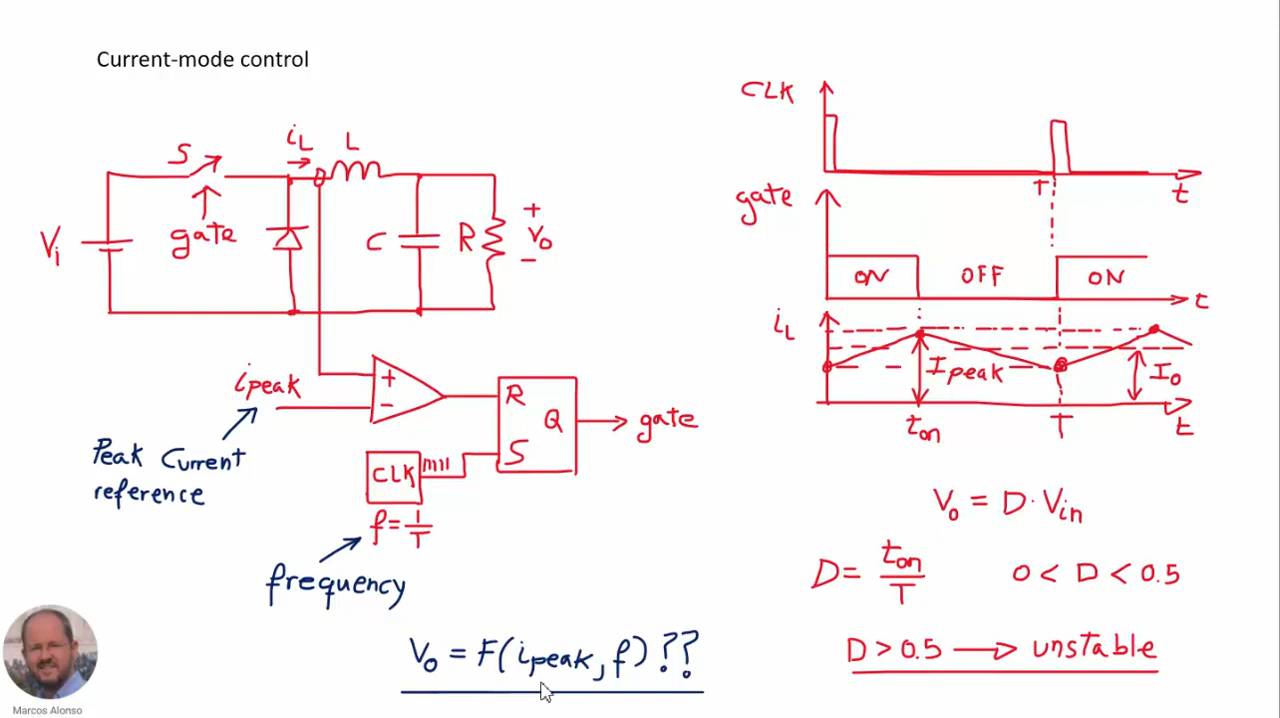 Current-mode control
S
gate
Vi
iL
L
C
R
+
Vo
-
ipeak
+
-
Peak Current
reference
R
Q
S
gate
CLK
f = 1/T
frequency
Vo = F(ipeak, f) ??
CLK
T
t
gate
ON
OFF
ON
t
iL
Ipeak
Io
ton
T
t
Vo = D · Vin
D = ton/T
0 < D < 0.5
D > 0.5 → unstable
Marcos Alonso